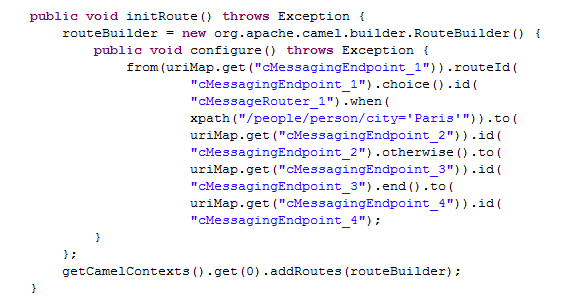 public void initRoute() throws Exception {
routeBuilder = new org.apache.camel.builder.RouteBuilder() {
public void configure() throws Exception {
from(uriMap.get("cMessagingEndpoint_1")).routeId(
"cMessagingEndpoint_1").choice().id(
"cMessageRouter_1").when(
xpath("/people/person/city='Paris'")).to(
uriMap.get("cMessagingEndpoint_2")).id(
"cMessagingEndpoint_2").otherwise().to(
uriMap.get("cMessagingEndpoint_3")).id(
"cMessagingEndpoint_3").end().to(
uriMap.get("cMessagingEndpoint_4")).id(
"cMessagingEndpoint_4");
}
};
getCamelContexts().get(0).addRoutes(routeBuilder);
}